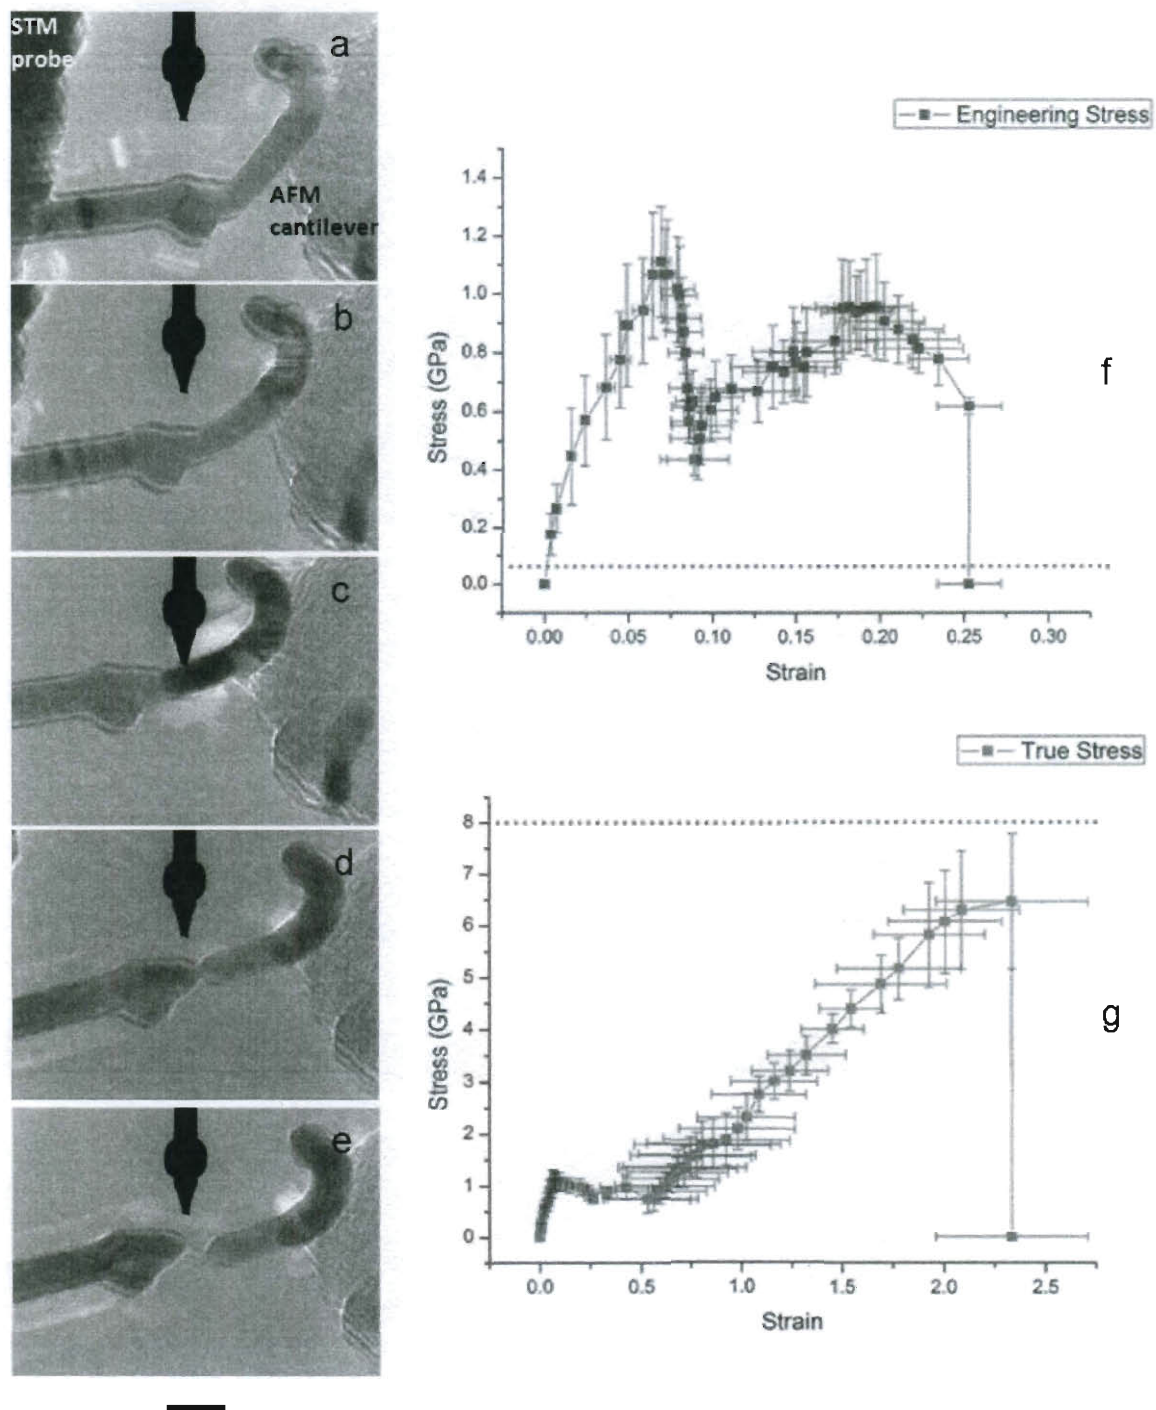 STM
probe
a
AFM
cantilever
b
c
d
e
Engineering Stress
1.4
1.2
1.0
0.8
0.6
0.4
0.2
0.0
Stress (GPa)
0.00 0.05 0.10 0.15 0.20 0.25 0.30
Strain
f
True Stress
8
7
6
5
4
3
2
1
0
Stress (GPa)
0.0 0.5 1.0 1.5 2.0 2.5
Strain
g